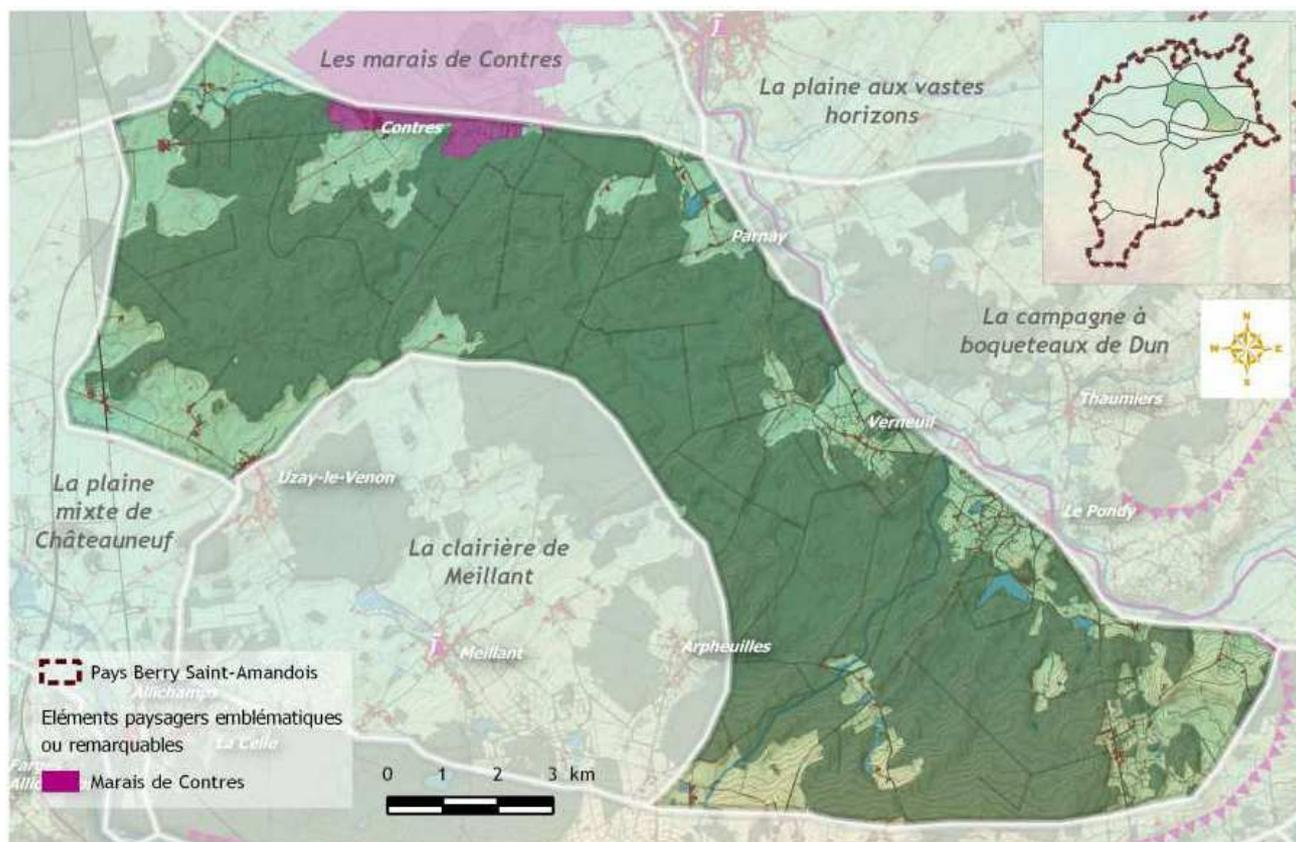 Les marais de Contres
La plaine aux vastes
horizons
Contres
Parnay
La campagne à
boqueteaux de Dun
N
W E
S
Thaumiers
Verneuil
Uzay-le-Venon
La plaine
mixte de
Châteauneuf
Le Pondy
La clairière de
Meillant
Meillant
Arpheuilles
Pays Berry Saint-Amandois
Allichamps
Eléments paysagers emblématiques
ou remarquables
La Celle
0 1 2 3 km
Marais de Contres